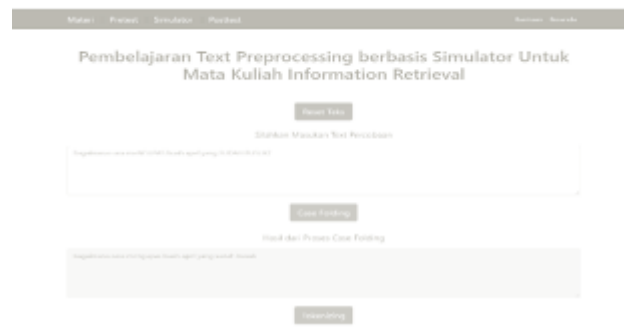 Materi Pretest Simulator Posttest
Pembelajaran Text Preprocessing berbasis Simulator Untuk
Mata Kuliah Information Retrieval
Reset Teks
Silahkan Masukan Text Percobaan
Case Folding
Hasil dari Proses Case Folding
Tokenizing